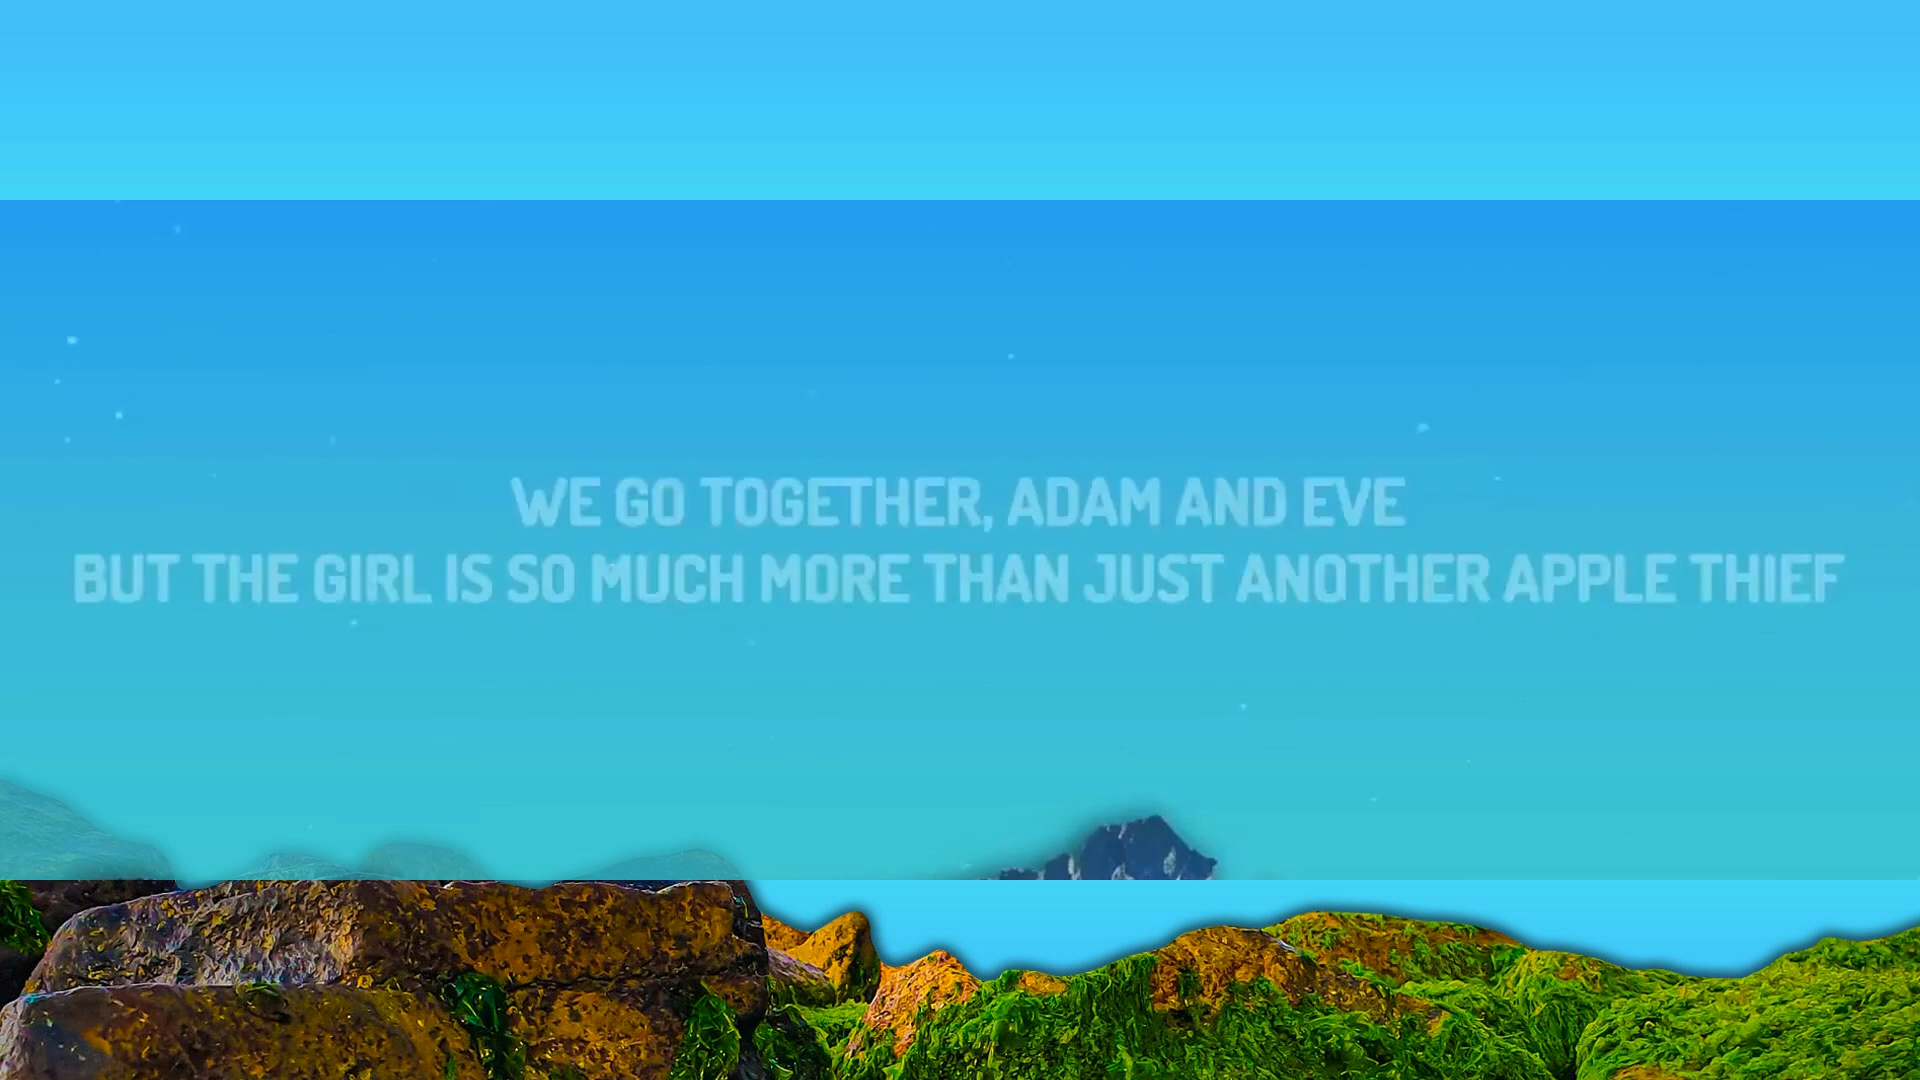 WE GO TOGETHER, ADAM AND EVE
BUT THE GIRL IS SO MUCH MORE THAN JUST ANOTHER APPLE THIEF